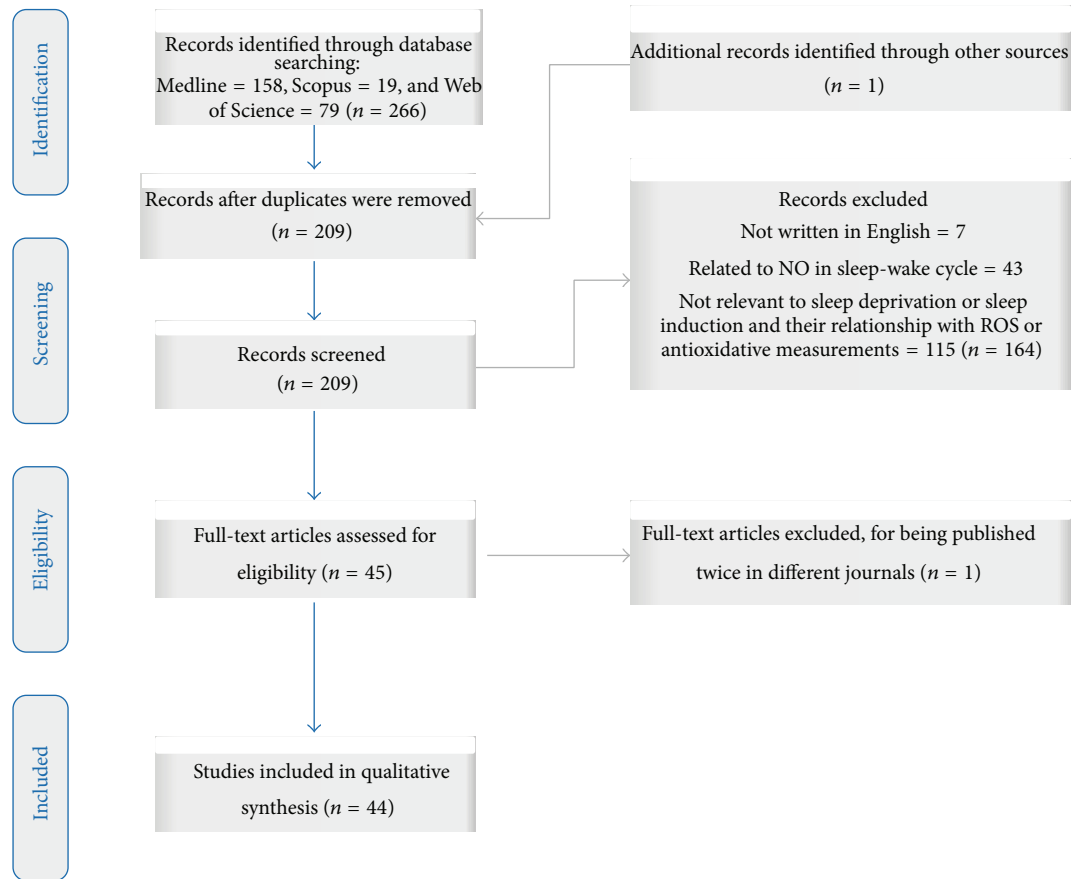 Identification
Records identified through database
searching:
Medline = 158, Scopus = 19, and Web
of Science = 79 (n = 266)
Additional records identified through other sources
(n = 1)
Records after duplicates were removed
(n = 209)
Screening
Records screened
(n = 209)
Records excluded
Not written in English = 7
Related to NO in sleep-wake cycle = 43
Not relevant to sleep deprivation or sleep
induction and their relationship with ROS or
antioxidative measurements = 115 (n = 164)
Eligibility
Full-text articles assessed for
eligibility (n = 45)
Full-text articles excluded, for being published
twice in different journals (n = 1)
Included
Studies included in qualitative
synthesis (n = 44)